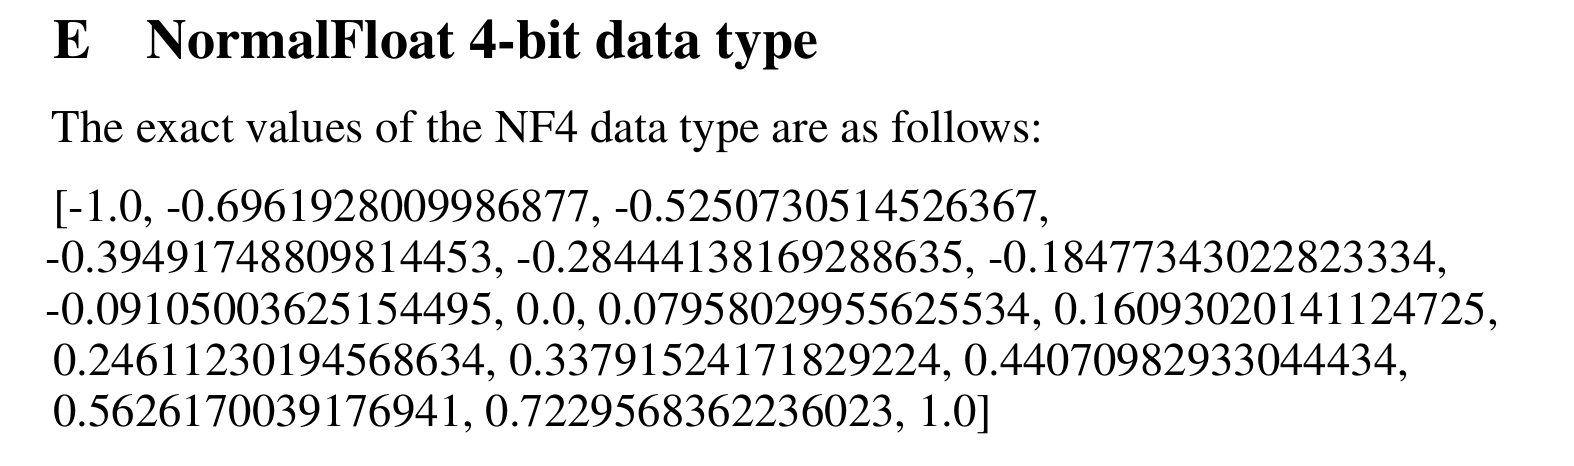 E NormalFloat 4-bit data type
The exact values of the NF4 data type are as follows:
[-1.0, -0.6961928009986877, -0.5250730514526367,
-0.39491748809814453, -0.28444138169288635, -0.18477343022823334,
-0.09105003625154495, 0.0, 0.07958029955625534, 0.16093020141124725,
0.24611230194568634, 0.33791524171829224, 0.44070982933044434,
0.5626170039176941, 0.7229568362236023, 1.0]